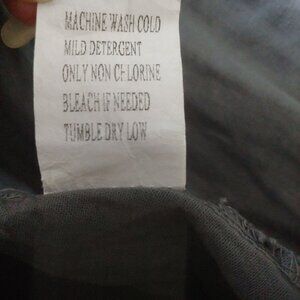 MACHINE WASH COLD
MILD DETERGENT
ONLY NON CHLORINE
BLEACH IF NEEDED
TUMBLE DRY LOW